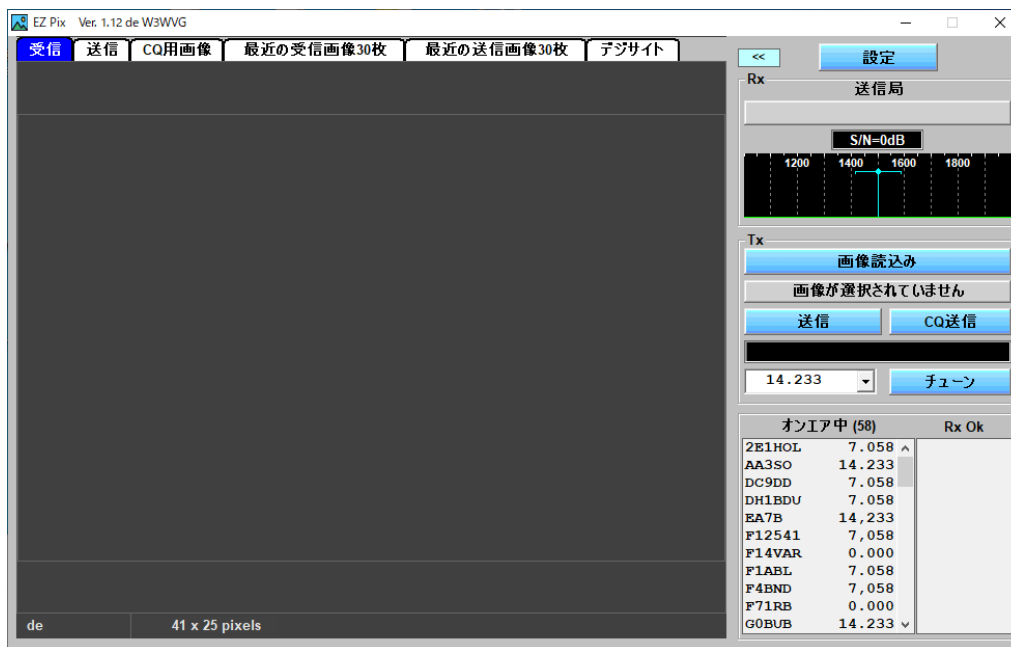 EZ Pix Ver. 1.12 de W3WVG
受信 送信 CQ用画像 最近の受信画像30枚 最近の送信画像30枚 デジサイト
<< 設定
Rx
送信局
S/N=0dB
1200 1400 1600 1800
Tx
画像読込み
画像が選択されていません
送信 CQ送信
14.233 チューン
オンエア中 (58) Rx Ok
2E1HOL 7.058
AA3SO 14.233
DC9DD 7.058
DH1BDU 7.058
EA7B 14,233
F12541 7,058
F14VAR 0.000
F1ABL 7.058
F4BND 7,058
F71RB 0.000
G0BUB 14.233
de 41 x 25 pixels